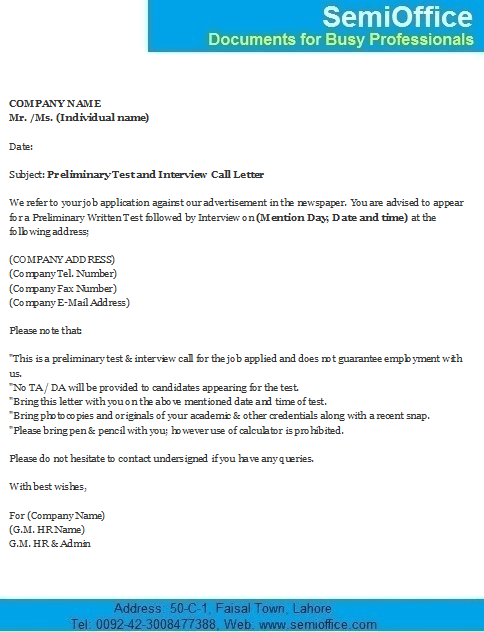 SemiOffice
Documents for Busy Professionals
COMPANY NAME
Mr. /Ms. (Individual name)
Date:
Subject: Preliminary Test and Interview Call Letter
We refer to your job application against our advertisement in the newspaper. You are advised to appear
for a Preliminary Written Test followed by Interview on (Mention Day, Date and time) at the
following address;
(COMPANY ADDRESS)
(Company Tel. Number)
(Company Fax Number)
(Company E-Mail Address)
Please note that:
"This is a preliminary test & interview call for the job applied and does not guarantee employment with
us.
"No TA/ DA will be provided to candidates appearing for the test.
"Bring this letter with you on the above mentioned date and time of test.
"Bring photocopies and originals of your academic & other credentials along with a recent snap.
"Please bring pen & pencil with you; however use of calculator is prohibited.
Please do not hesitate to contact undersigned if you have any queries.
With best wishes,
For (Company Name)
(G.M. HR Name)
G.M. HR & Admin
Address: 50-C-1, Faisal Town, Lahore
Tel: 0092-42-3008477388, Web: www.semioffice.com